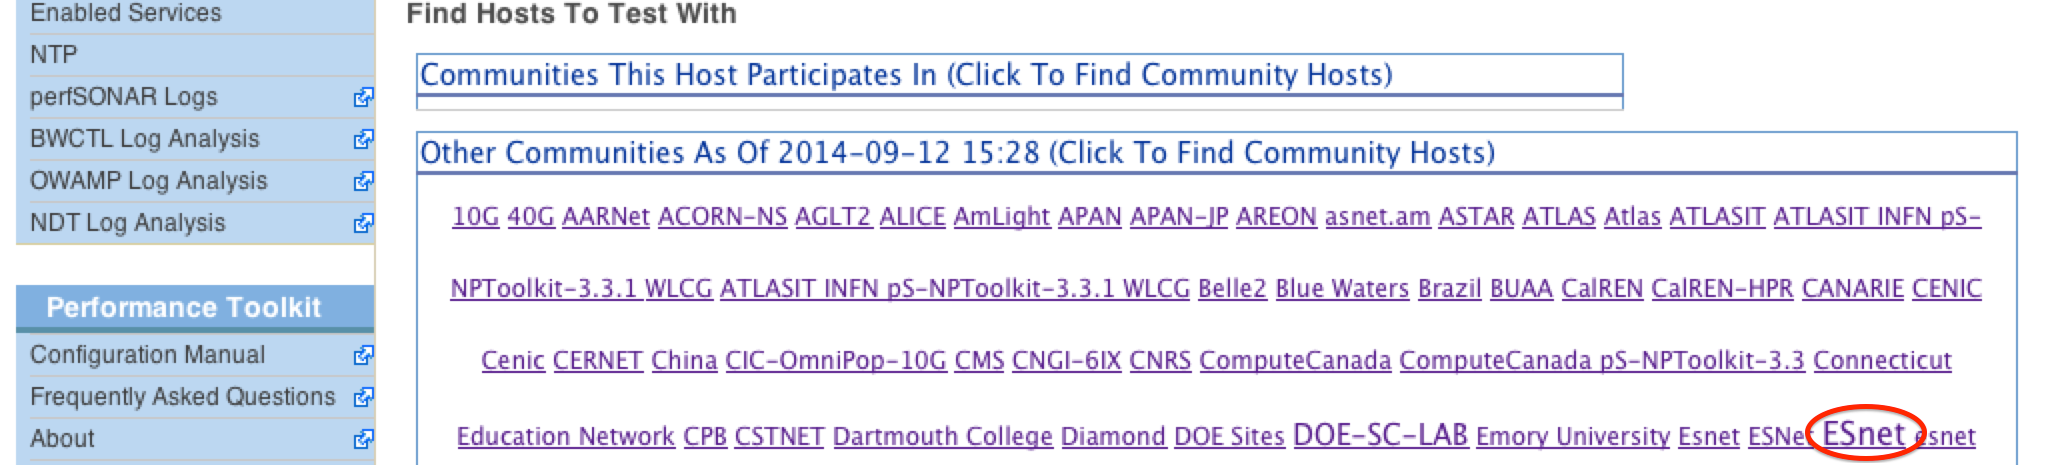 Enabled Services
NTP
perfSONAR Logs
BWCTL Log Analysis
OWAMP Log Analysis
NDT Log Analysis
Performance Toolkit
Configuration Manual
Frequently Asked Questions
About
Find Hosts To Test With
Communities This Host Participates In (Click To Find Community Hosts)
Other Communities As Of 2014-09-12 15:28 (Click To Find Community Hosts)
10G 40G AARNet ACORN-NS AGLT2 ALICE AmLight APAN APAN-JP AREON asnet.am ASTAR ATLAS Atlas ATLASIT ATLASIT INFN pS-
NPToolkit-3.3.1 WLCG ATLASIT INFN pS-NPToolkit-3.3.1 WLCG Belle2 Blue Waters Brazil BUAA CalREN CalREN-HPR CANARIE CENIC
Cenic CERNET China CIC-OmniPop-10G CMS CNGI-6IX CNRS ComputeCanada ComputeCanada pS-NPToolkit-3.3 Connecticut
Education Network CPB CSTNET Dartmouth College Diamond DOE Sites DOE-SC-LAB Emory University Esnet ESNet ESnet esnet